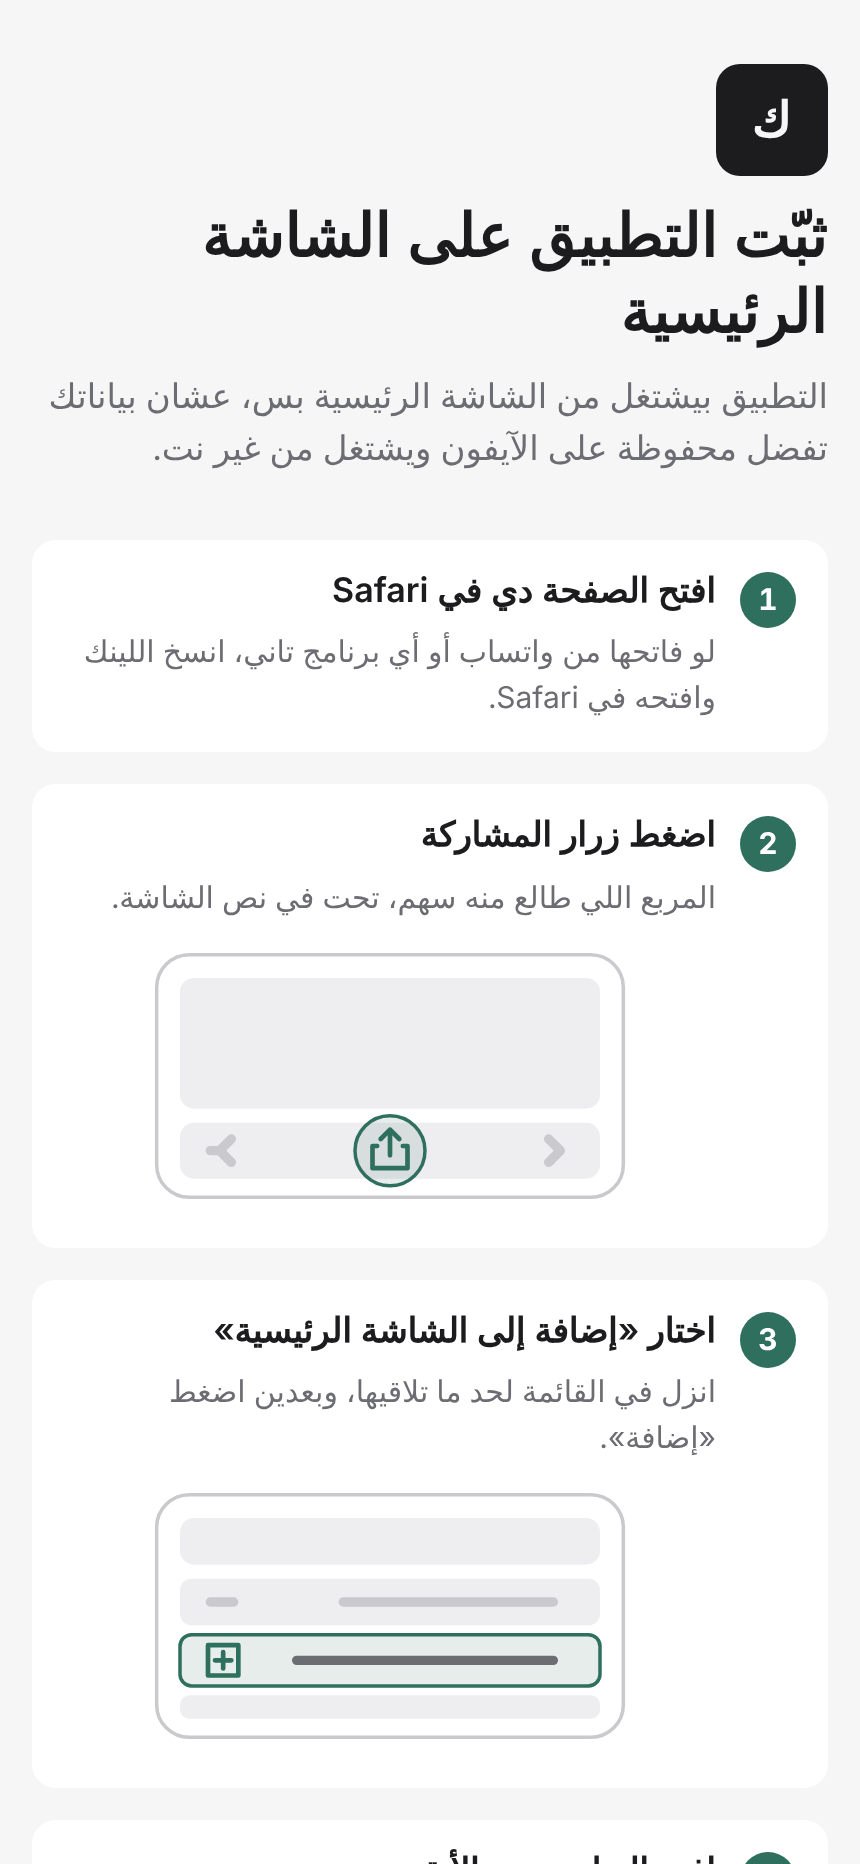 ك
ثبّت التطبيق على الشاشة
الرئيسية
التطبيق بيشتغل من الشاشة الرئيسية بس، عشان بياناتك
تفضل محفوظة على الآيفون ويشتغل من غير نت.
1
افتح الصفحة دي في Safari
لو فاتحها من واتساب أو أي برنامج تاني، انسخ اللينك
وافتحه في Safari.
2
اضغط زرار المشاركة
المربع اللي طالع منه سهم، تحت في نص الشاشة.
3
اختار «إضافة إلى الشاشة الرئيسية»
انزل في القائمة لحد ما تلاقيها، وبعدين اضغط
«إضافة».